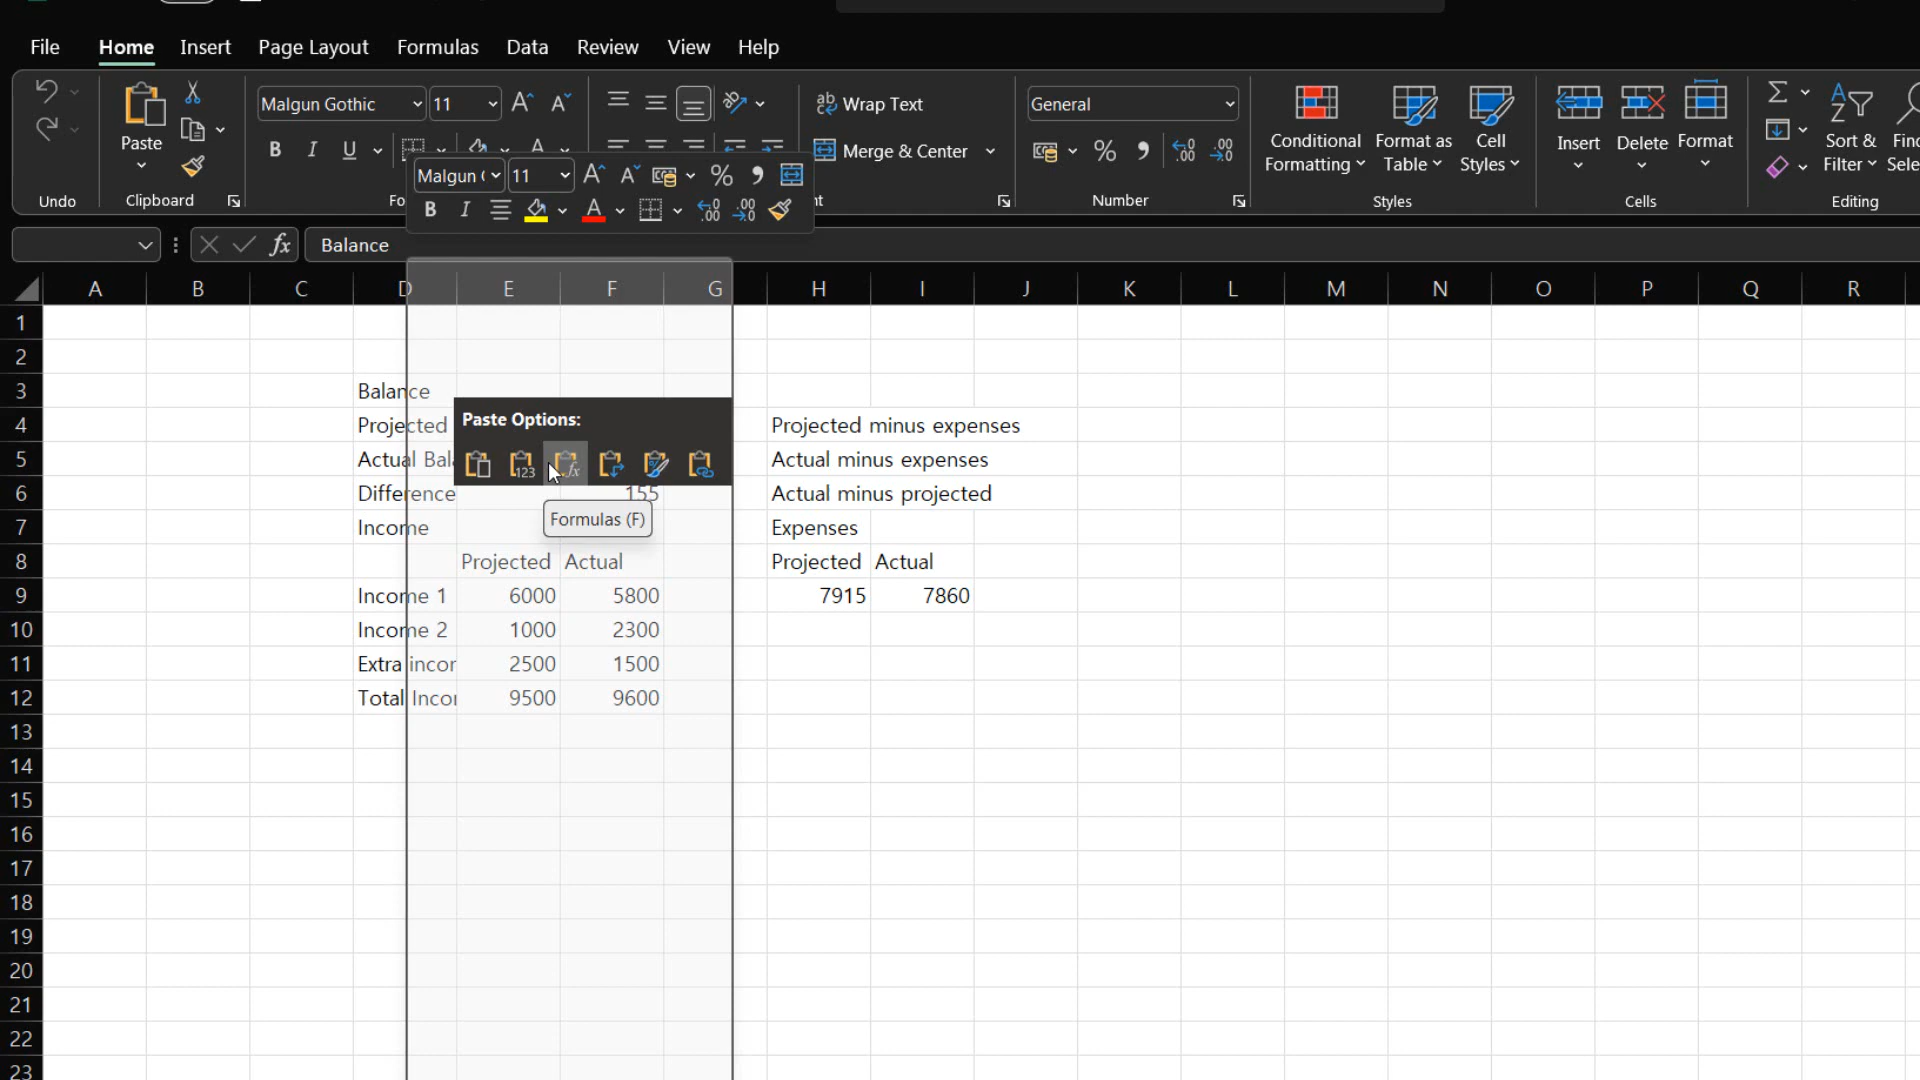 File Home Insert Page Layout Formulas Data Review View Help
Malgun Gothic 11 Wrap Text General
Paste Merge & Center Conditional Formatting Format as Table Cell Styles Insert Delete Format Sort & Filter
Undo Clipboard Number Styles Cells Editing
Malgun 11
B I U
B I
fx Balance
A B C D E F G H I J K L M N O P Q R
1
2
3 Balance
Paste Options:
4 Projected Projected minus expenses
5 Actual Actual minus expenses
6 Difference 155 Actual minus projected
Formulas (F)
7 Income Expenses
8 Projected Actual Projected Actual
9 Income 1 6000 5800 7915 7860
10 Income 2 1000 2300
11 Extra 2500 1500
12 Total 9500 9600
13
14
15
16
17
18
19
20
21
22
23